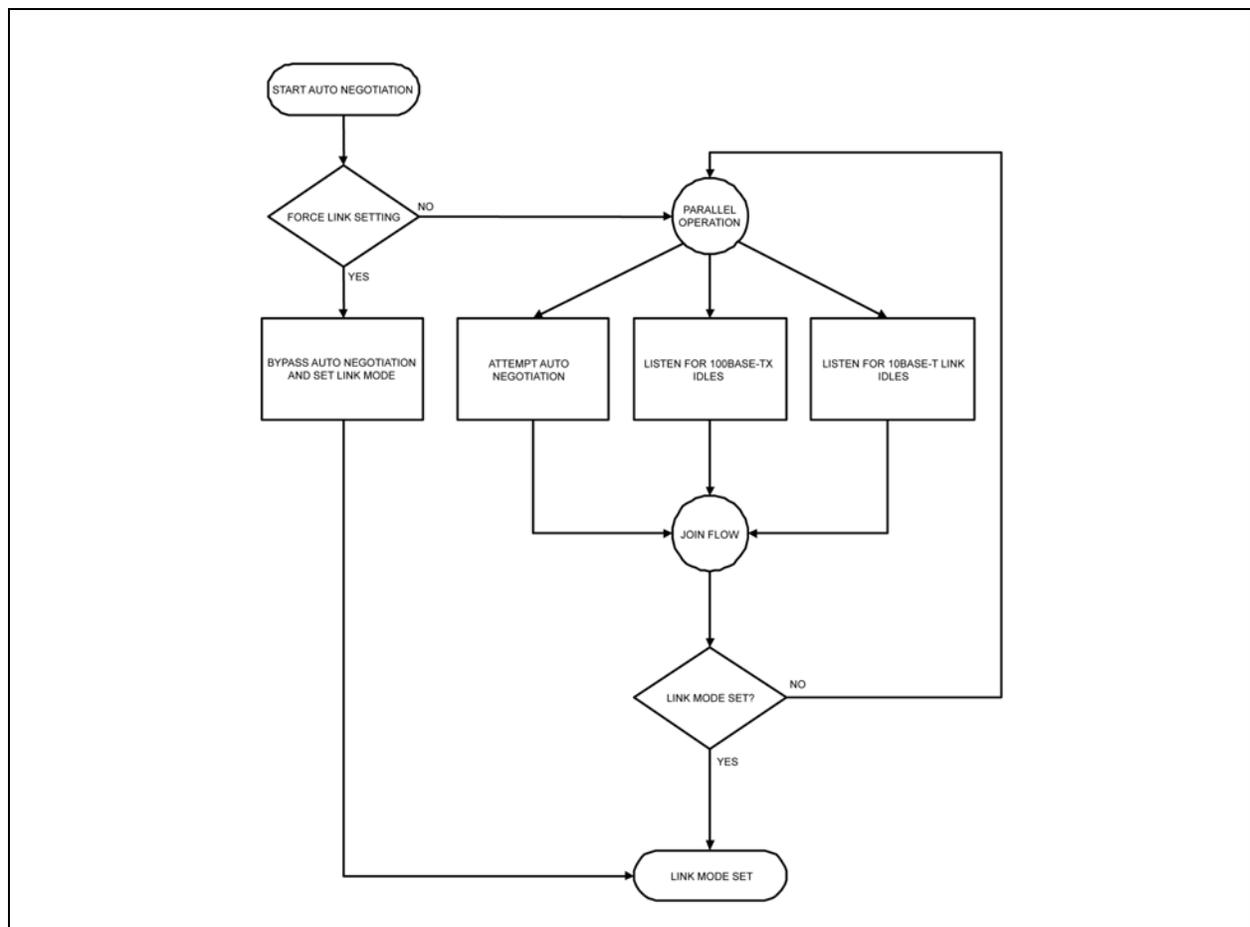 START AUTO NEGOTIATION
FORCE LINK SETTING
NO
YES
PARALLEL
OPERATION
BYPASS AUTO NEGOTIATION
AND SET LINK MODE
ATTEMPT AUTO
NEGOTIATION
LISTEN FOR 100BASE-TX
IDLES
LISTEN FOR 10BASE-T LINK
IDLES
JOIN FLOW
LINK MODE SET?
NO
YES
LINK MODE SET